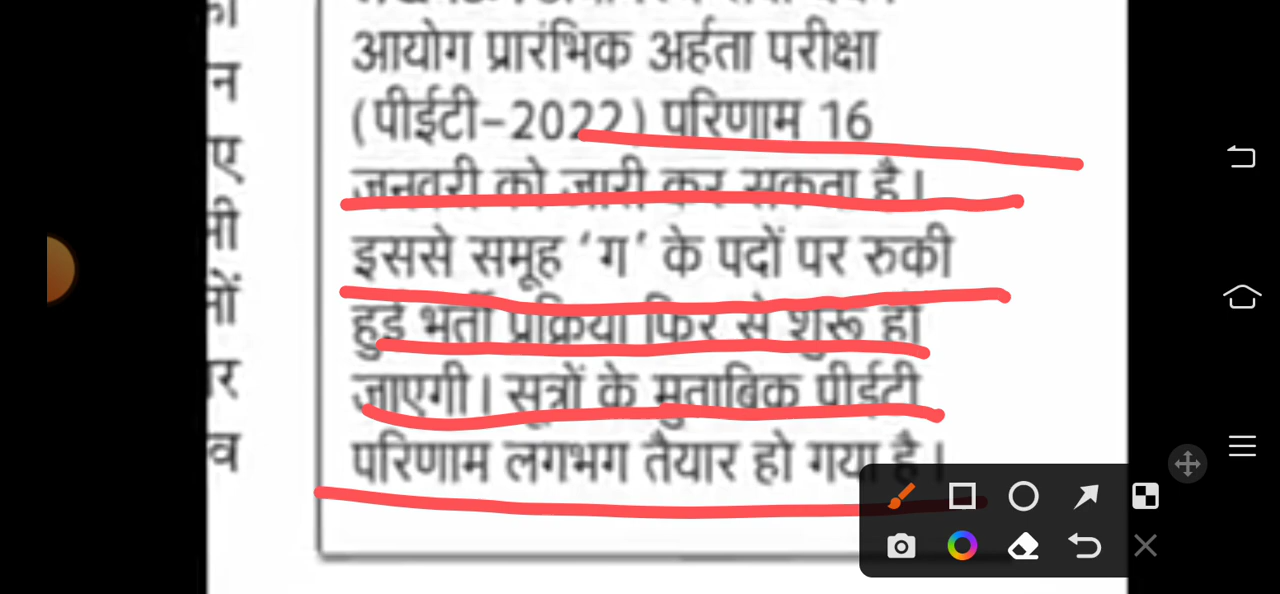 आयोग प्रारंभिक अर्हता परीक्षा
(पीईटी-2022) परिणाम 16
जनवरी को जारी कर सकता है।
इससे समूह ‘ग’ के पदों पर रुकी
हुई भर्ती प्रक्रिया फिर से शुरू हो
जाएगी। सूत्रों के मुताबिक पीईटी
परिणाम लगभग तैयार हो गया है।
न
ए
र
व